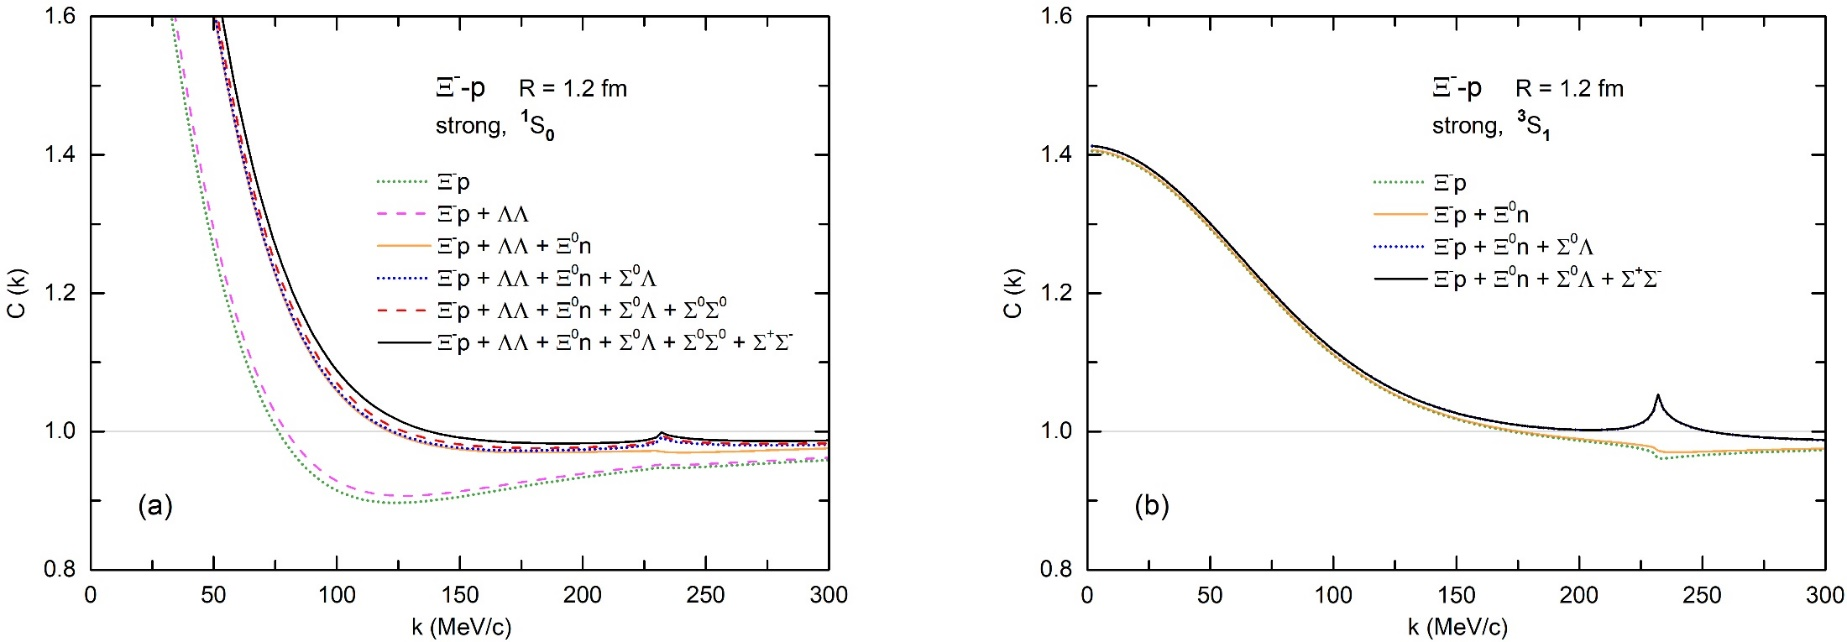 1.6
1.4
1.2
1.0
0.8
C (k)
Ξ⁻-p R = 1.2 fm
strong, ¹S₀
Ξ⁻p
Ξ⁻p + ΛΛ
Ξ⁻p + ΛΛ + Ξ⁰n
Ξ⁻p + ΛΛ + Ξ⁰n + Σ⁰Λ
Ξ⁻p + ΛΛ + Ξ⁰n + Σ⁰Λ + Σ⁰Σ⁰
Ξ⁻p + ΛΛ + Ξ⁰n + Σ⁰Λ + Σ⁰Σ⁰ + Σ⁺Σ⁻
(a)
0 50 100 150 200 250 300
k (MeV/c)
1.6
1.4
1.2
1.0
0.8
C (k)
Ξ⁻-p R = 1.2 fm
strong, ³S₁
Ξ⁻p
Ξ⁻p + Ξ⁰n
Ξ⁻p + Ξ⁰n + Σ⁰Λ
Ξ⁻p + Ξ⁰n + Σ⁰Λ + Σ⁺Σ⁻
(b)
0 50 100 150 200 250 300
k (MeV/c)